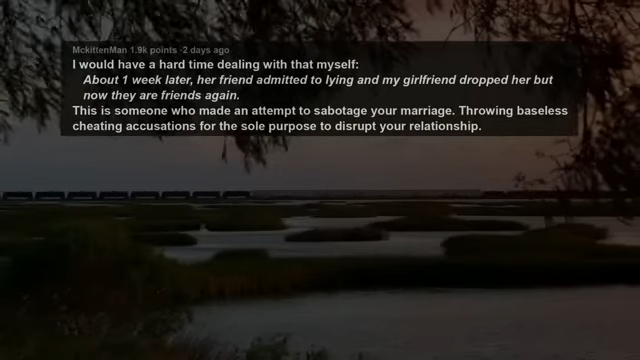 MckittenMan 1.9k points · 2 days ago
I would have a hard time dealing with that myself:
About 1 week later, her friend admitted to lying and my girlfriend dropped her but
now they are friends again.
This is someone who made an attempt to sabotage your marriage. Throwing baseless
cheating accusations for the sole purpose to disrupt your relationship.